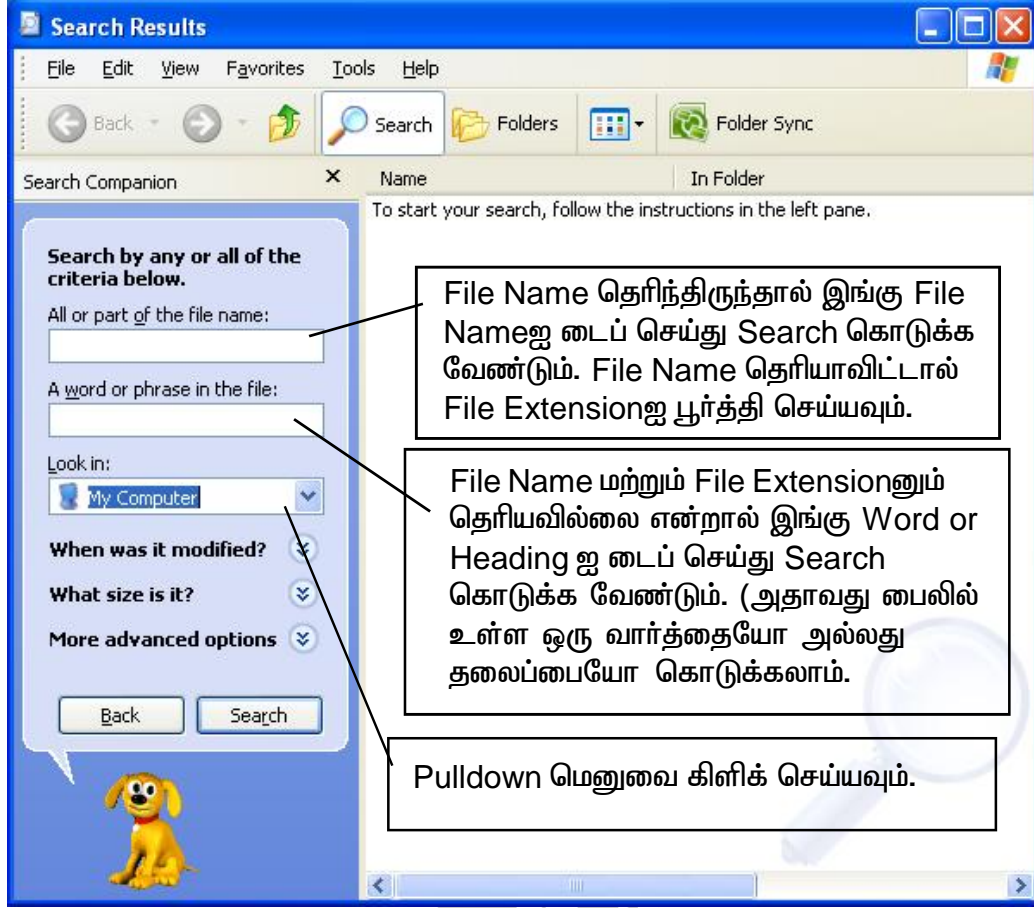 Search Results
File Edit View Favorites Tools Help
Back Search Folders Folder Sync
Search Companion
Name In Folder
To start your search, follow the instructions in the left pane.
Search by any or all of the
criteria below.
All or part of the file name:
A word or phrase in the file:
Look in:
My Computer
When was it modified?
What size is it?
More advanced options
Back Search
File Name தெரிந்திருந்தால் இங்கு File
Nameஐ டைப் செய்து Search கொடுக்க
வேண்டும். File Name தெரியாவிட்டால்
File Extensionஐ பூர்த்தி செய்யவும்.
File Name மற்றும் File Extensionனும்
தெரியவில்லை என்றால் இங்கு Word or
Heading ஐ டைப் செய்து Search
கொடுக்க வேண்டும். (அதாவது பைலில்
உள்ள ஒரு வார்த்தையோ அல்லது
தலைப்பையோ கொடுக்கலாம்.
Pulldown மெனுவை கிளிக் செய்யவும்.